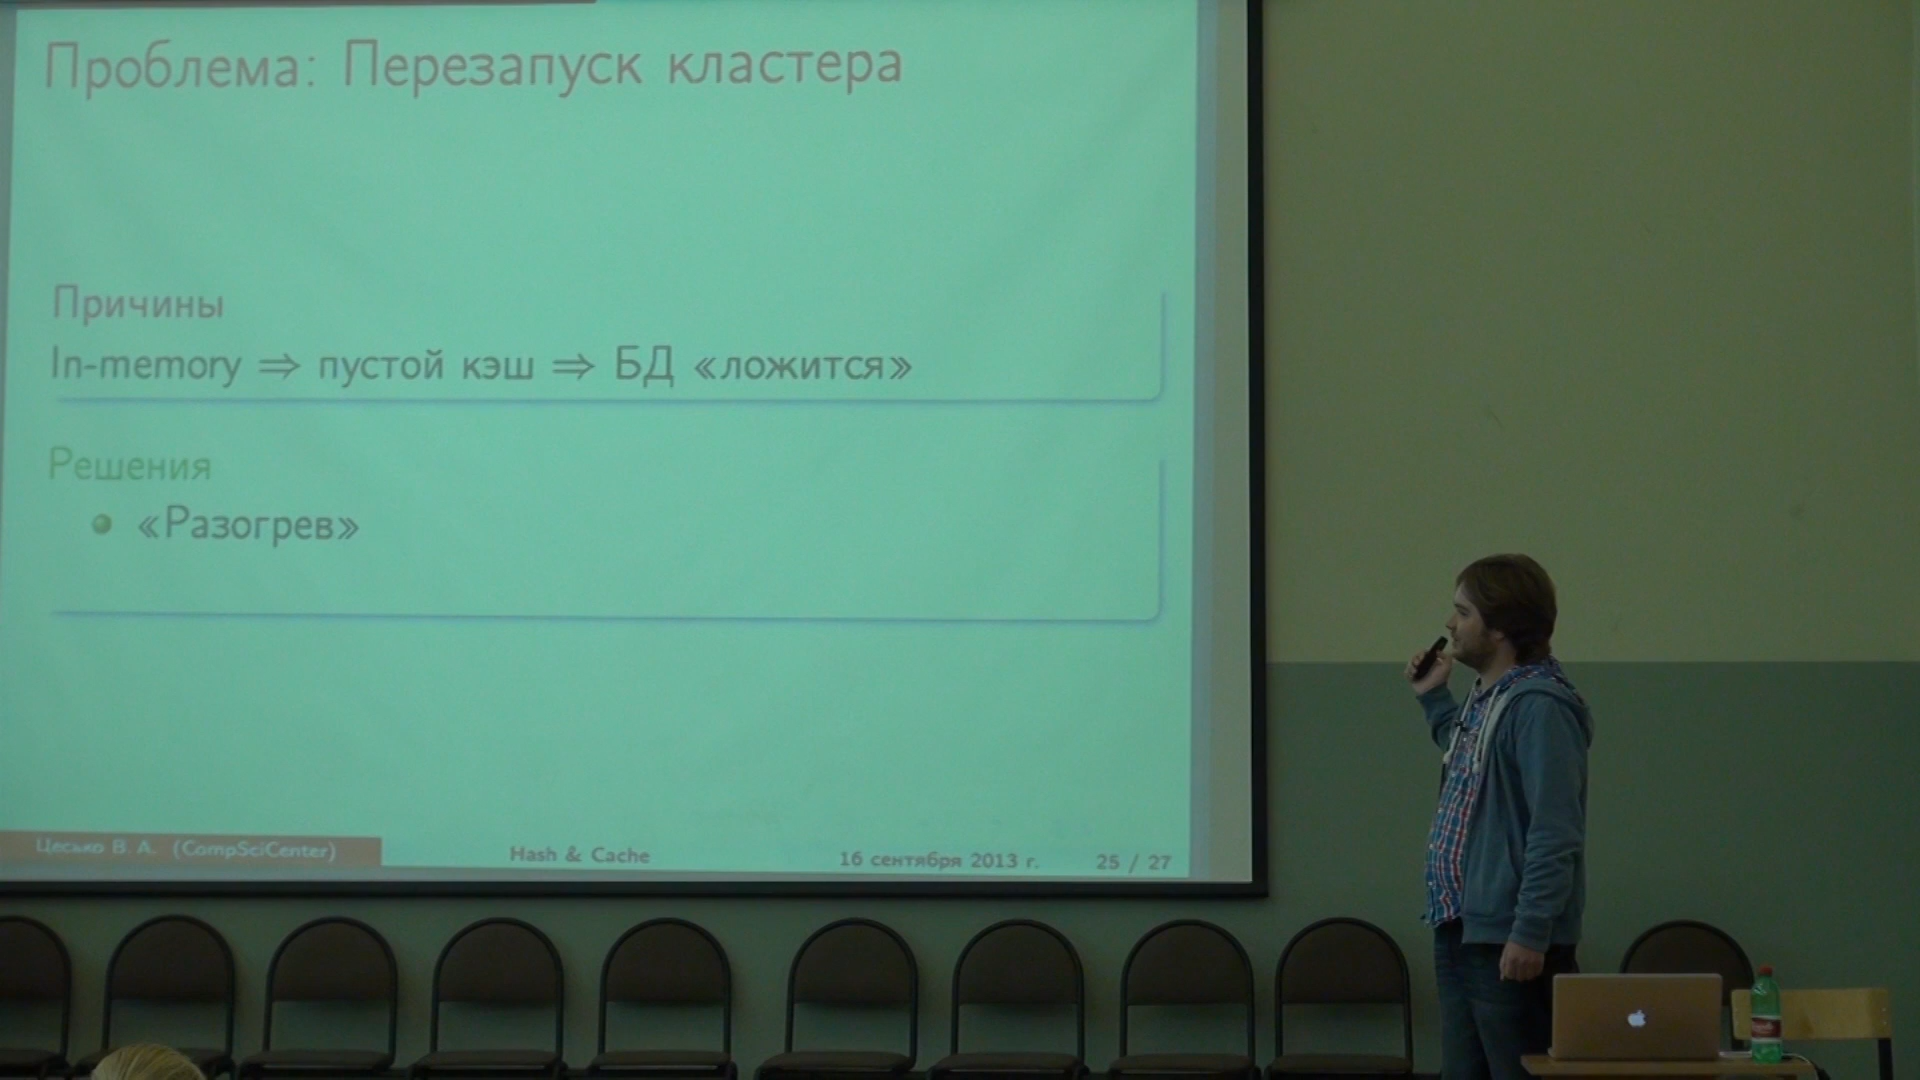 Проблема: Перезапуск кластера
Причины
In-memory ⇒ пустой кэш ⇒ БД «ложится»
Решения
«Разогрев»
Цесько В. А. (CompSciCenter)
Hash & Cache
16 сентября 2013 г.
25 / 27